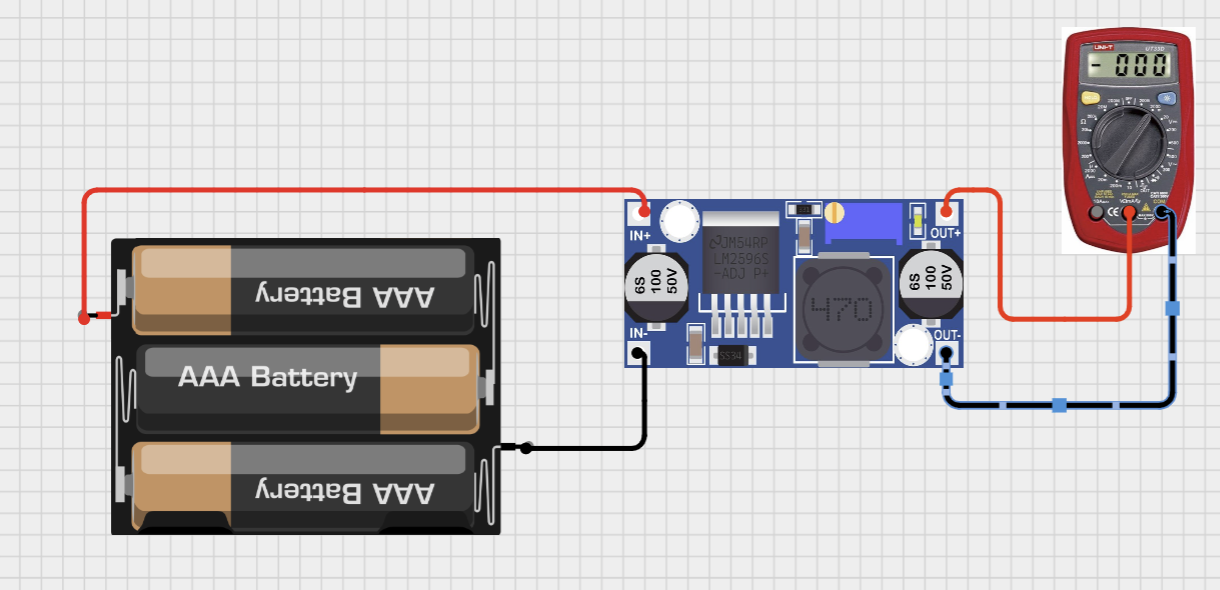 UNI-T
UT33D
- 000
COM
IN+
OUT+
JM54RP
LM2596S
-ADJ P+
6S
100
50V
470
6S
100
50V
IN-
OUT-
SS34
AAA Battery
AAA Battery
AAA Battery